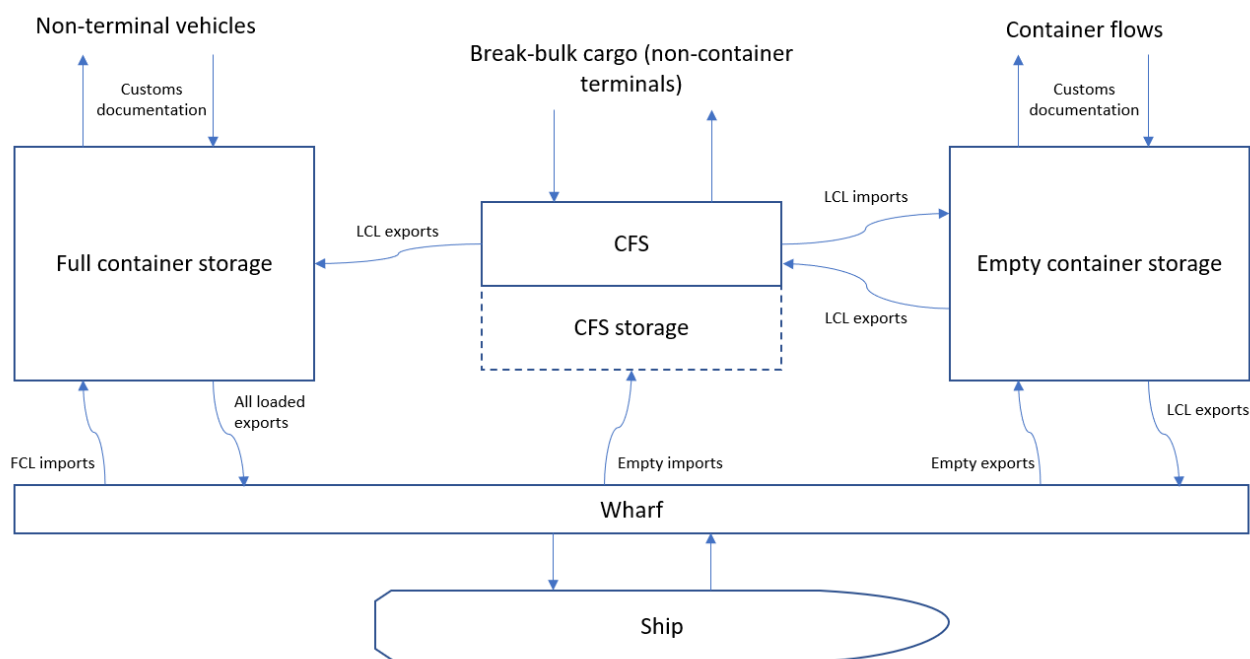 Non-terminal vehicles
Container flows
Break-bulk cargo (non-container
terminals)
Customs
documentation
Customs
documentation
LCL imports
LCL exports
CFS
Full container storage
Empty container storage
LCL exports
CFS storage
All loaded
exports
LCL exports
FCL imports
Empty imports
Empty exports
Wharf
Ship